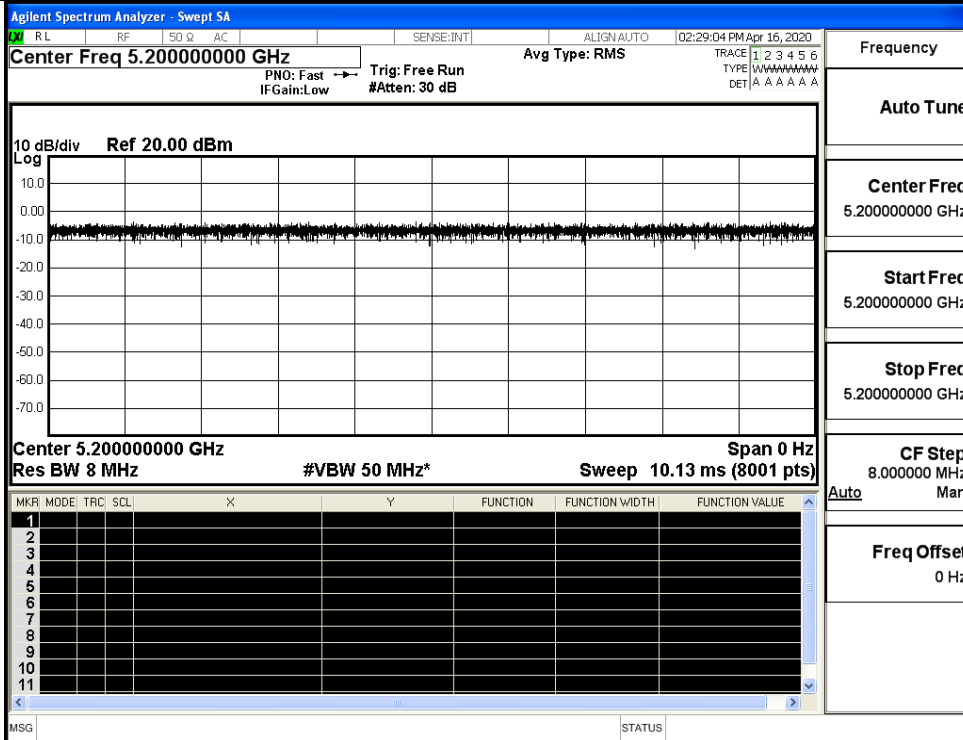 Agilent Spectrum Analyzer - Swept SA
LXI RL RF 50 Ω AC SENSE:INT ALIGN AUTO 02:29:04 PM Apr 16, 2020
Center Freq 5.200000000 GHz
PNO: Fast
IFGain:Low
Trig: Free Run
#Atten: 30 dB
Avg Type: RMS
TRACE 1 2 3 4 5 6
TYPE WWWWWW
DET A A A A A A
10 dB/div
Log
Ref 20.00 dBm
10.0
0.00
-10.0
-20.0
-30.0
-40.0
-50.0
-60.0
-70.0
Center 5.200000000 GHz Span 0 Hz
Res BW 8 MHz #VBW 50 MHz* Sweep 10.13 ms (8001 pts)
MKR MODE TRC SCL X Y FUNCTION FUNCTION WIDTH FUNCTION VALUE
1
2
3
4
5
6
7
8
9
10
11
MSG STATUS
Frequency
Auto Tune
Center Freq
5.200000000 GHz
Start Freq
5.200000000 GHz
Stop Freq
5.200000000 GHz
CF Step
8.000000 MHz
Auto Man
Freq Offset
0 Hz